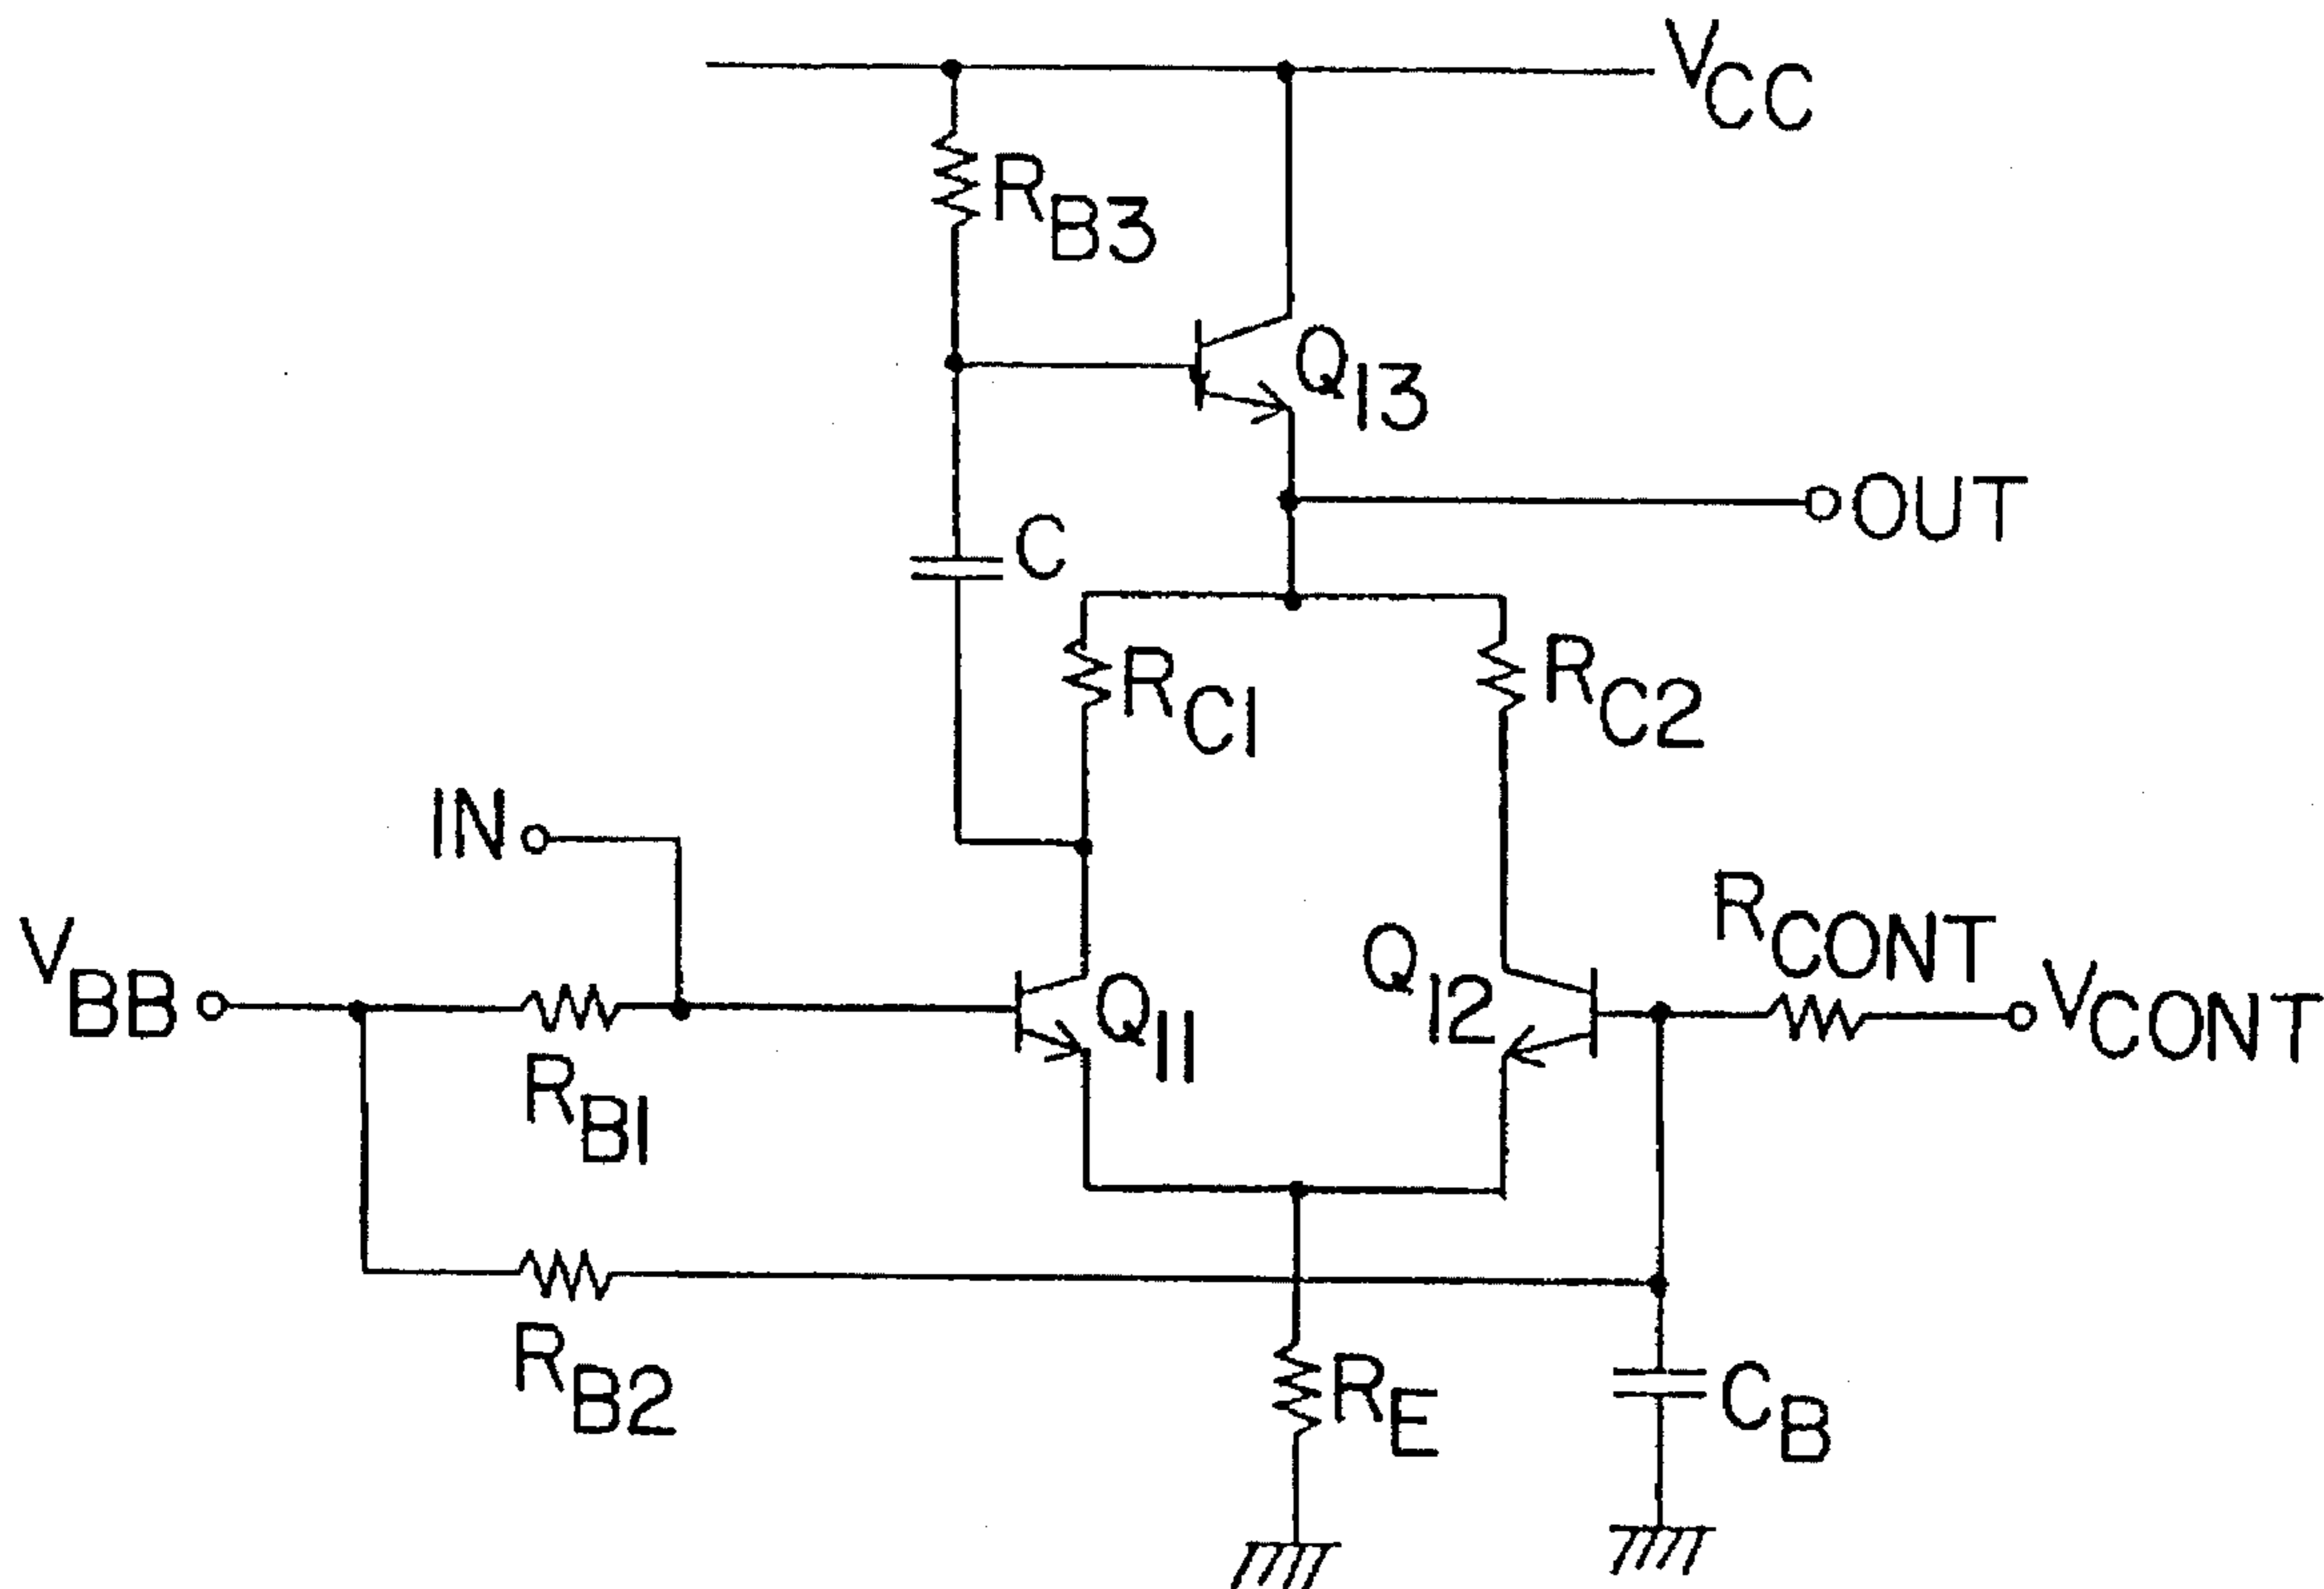 VCC
RB3
Q13
OUT
C
RC1
RC2
IN
RCONT
VBB
Q11
Q12
VCONT
RB1
RB2
RE
CB